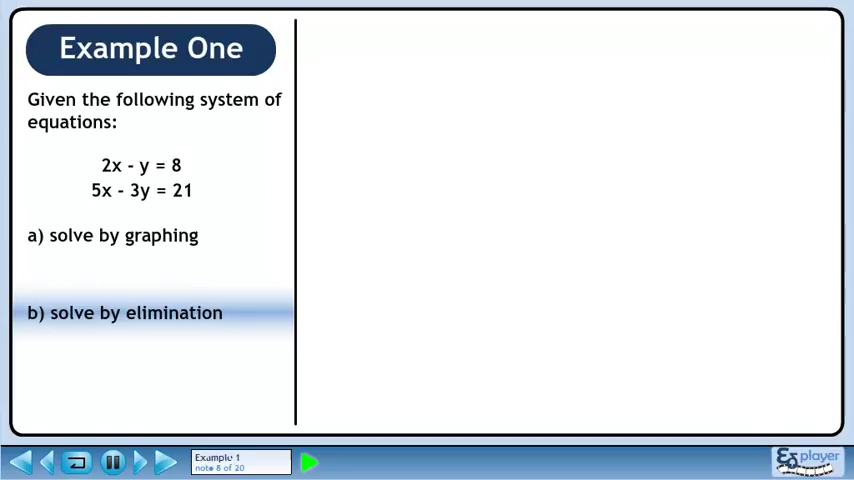 Example One
Given the following system of
equations:
2x - y = 8
5x - 3y = 21
a) solve by graphing
b) solve by elimination
Example 1
note 8 of 20
player